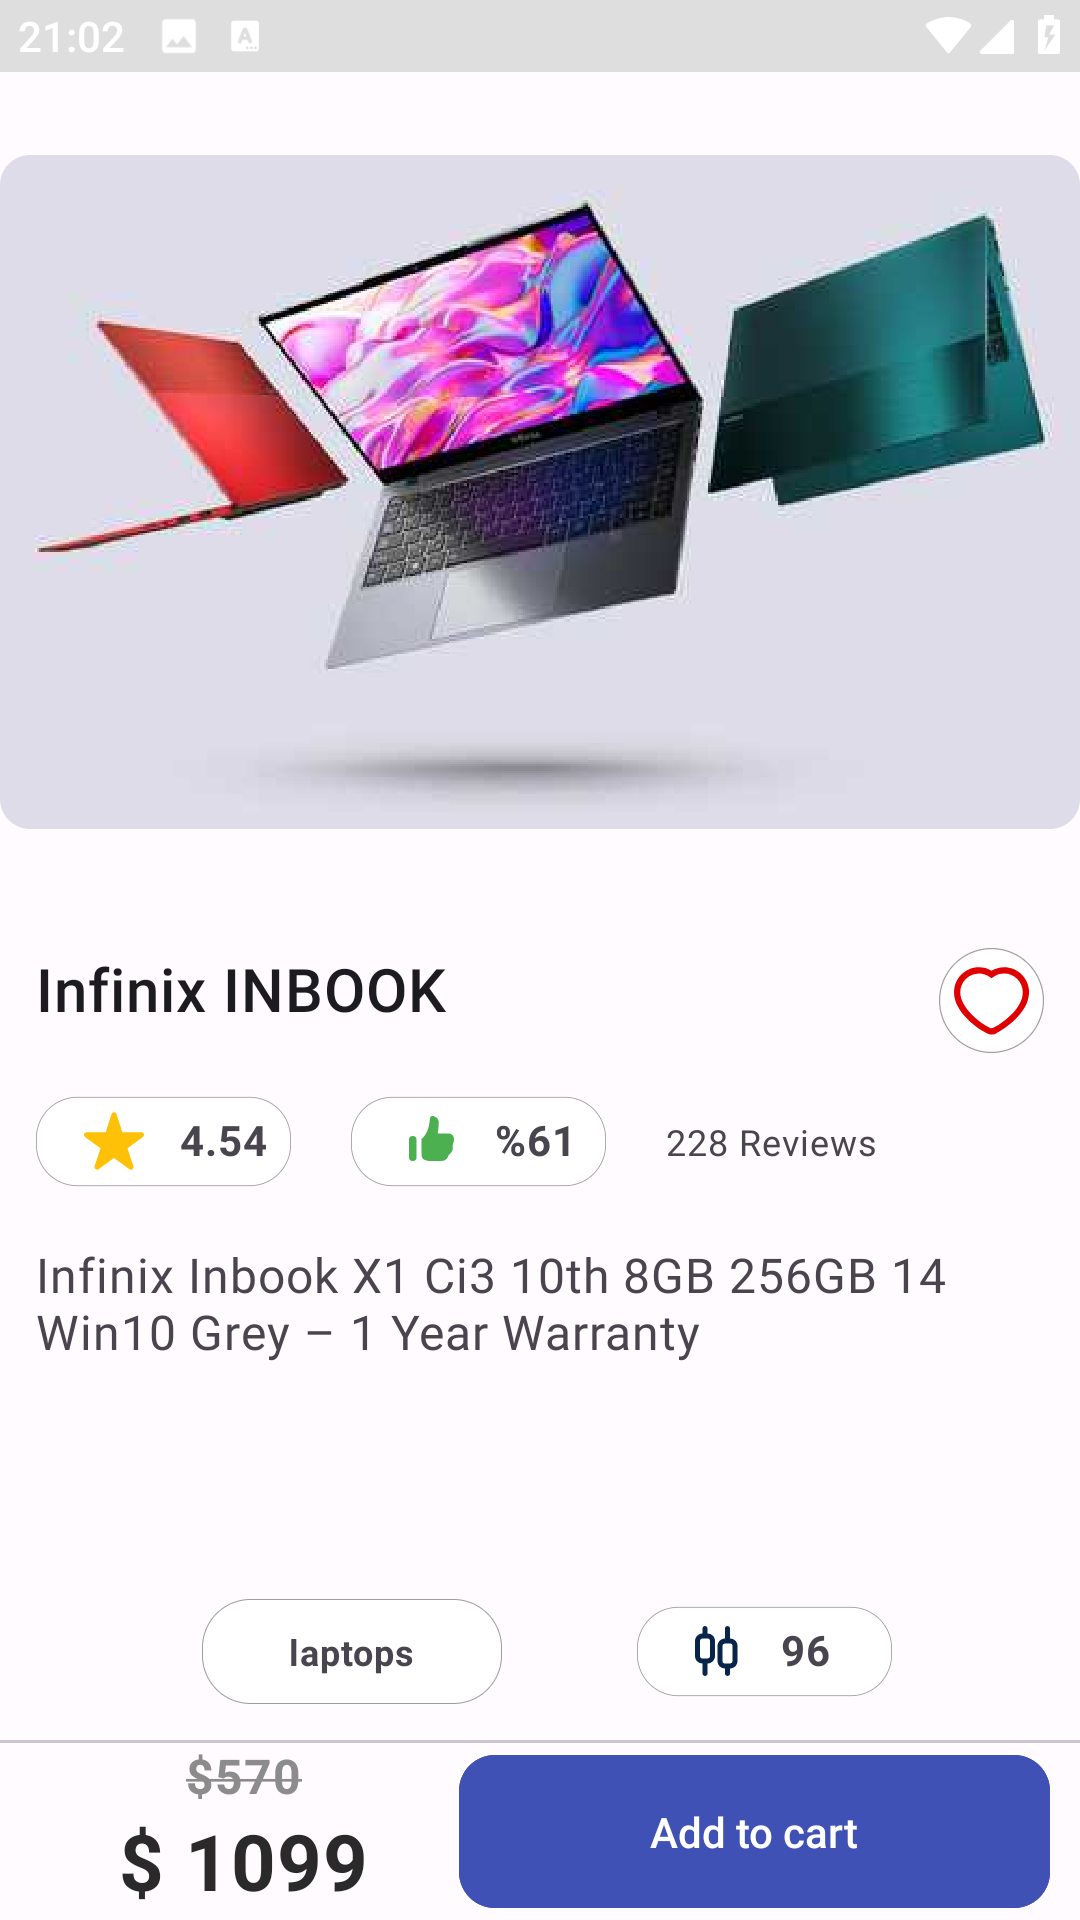 21:02
Infinix INBOOK
4.54
%61
228 Reviews
Infinix Inbook X1 Ci3 10th 8GB 256GB 14
Win10 Grey – 1 Year Warranty
laptops
96
$570
$ 1099
Add to cart